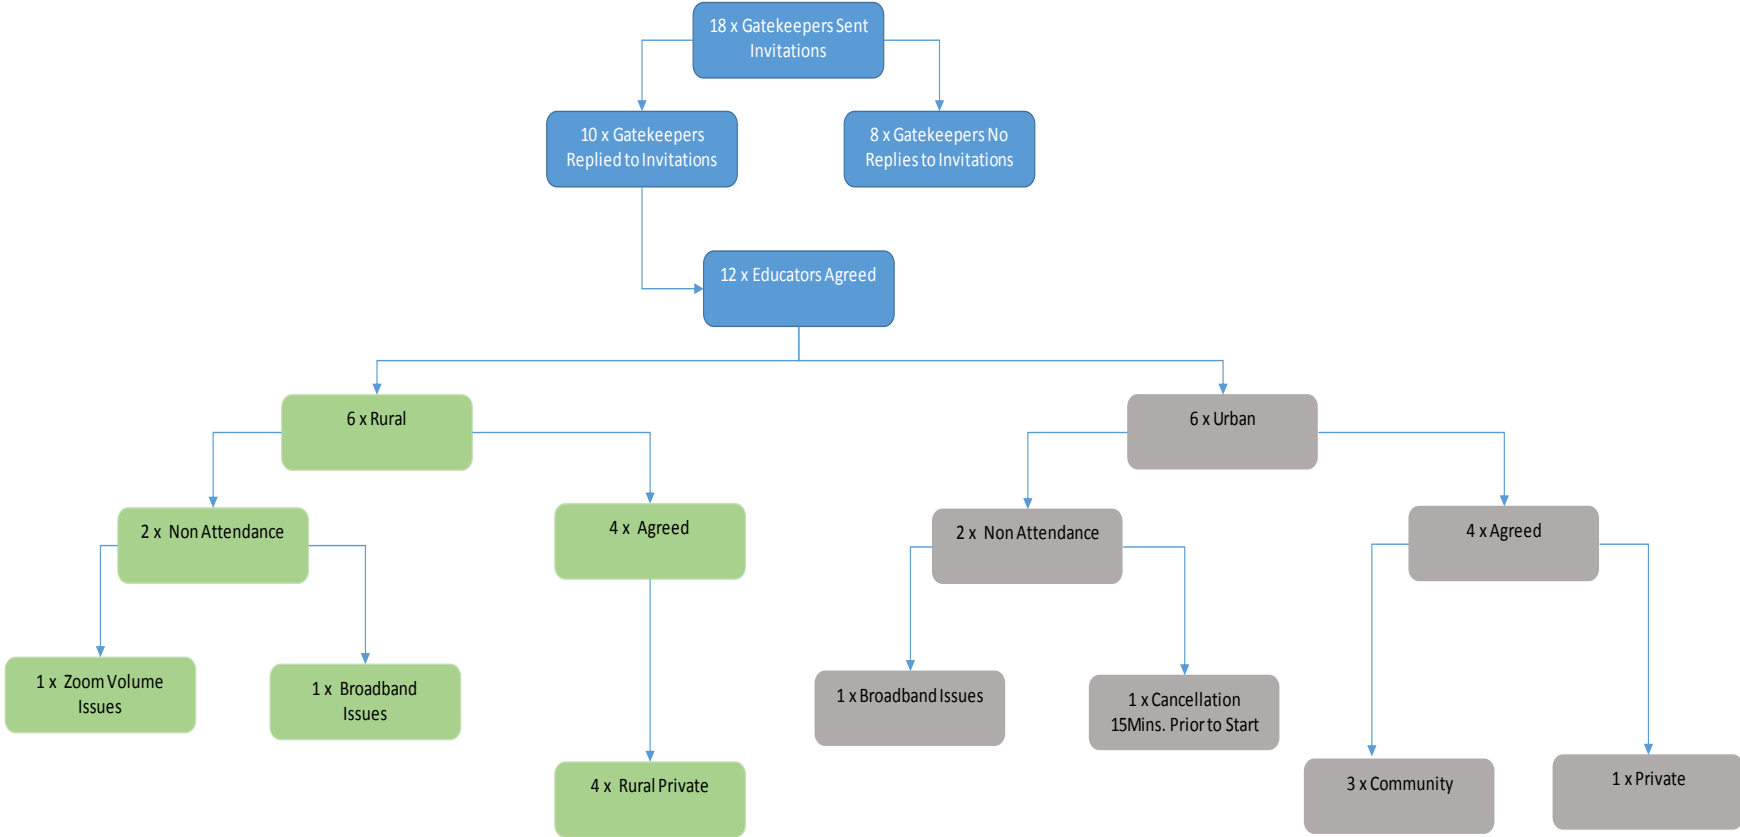 18 x Gatekeepers Sent
Invitations
10 x Gatekeepers
Replied to Invitations
8 x Gatekeepers No
Replies to Invitations
12 x Educators Agreed
6 x Rural
6 x Urban
2 x Non Attendance
4 x Agreed
2 x Non Attendance
4 x Agreed
1 x Zoom Volume
Issues
1 x Broadband
Issues
1 x Broadband Issues
1 x Cancellation
15Mins. Prior to Start
4 x Rural Private
3 x Community
1 x Private